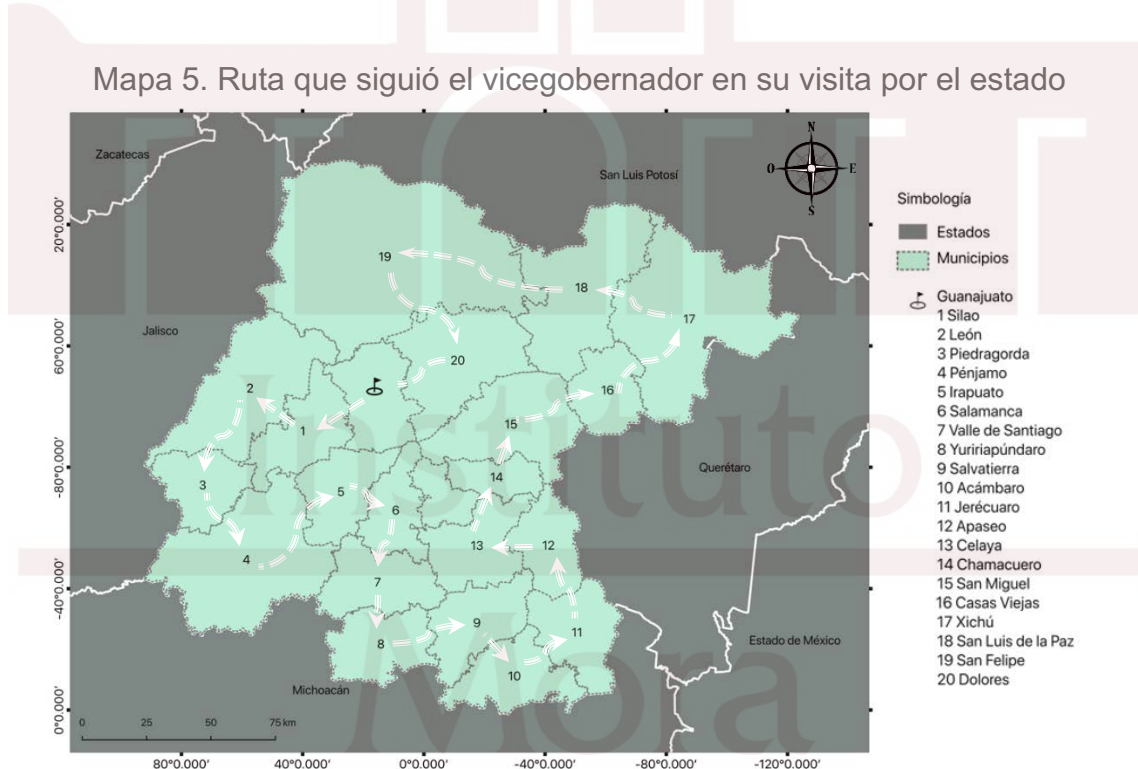 Mapa 5. Ruta que siguió el vicegobernador en su visita por el estado
Zacatecas
San Luis Potosí
Jalisco
Querétaro
Estado de México
Michoacán
N
O
E
S
19
18
17
20
2
16
1
15
14
3
5
6
4
13
12
7
9
8
11
10
0 25 50 75 km
20°0.000'
60°0.000'
-80°0.000'
-40°0.000'
0°0.000'
80°0.000' 40°0.000' 0°0.000' -40°0.000' -80°0.000' -120°0.000'
Simbología
Estados
Municipios
Guanajuato
1 Silao
2 León
3 Piedragorda
4 Pénjamo
5 Irapuato
6 Salamanca
7 Valle de Santiago
8 Yuririapúndaro
9 Salvatierra
10 Acámbaro
11 Jerécuaro
12 Apaseo
13 Celaya
14 Chamacuero
15 San Miguel
16 Casas Viejas
17 Xichú
18 San Luis de la Paz
19 San Felipe
20 Dolores
Instituto
Mora